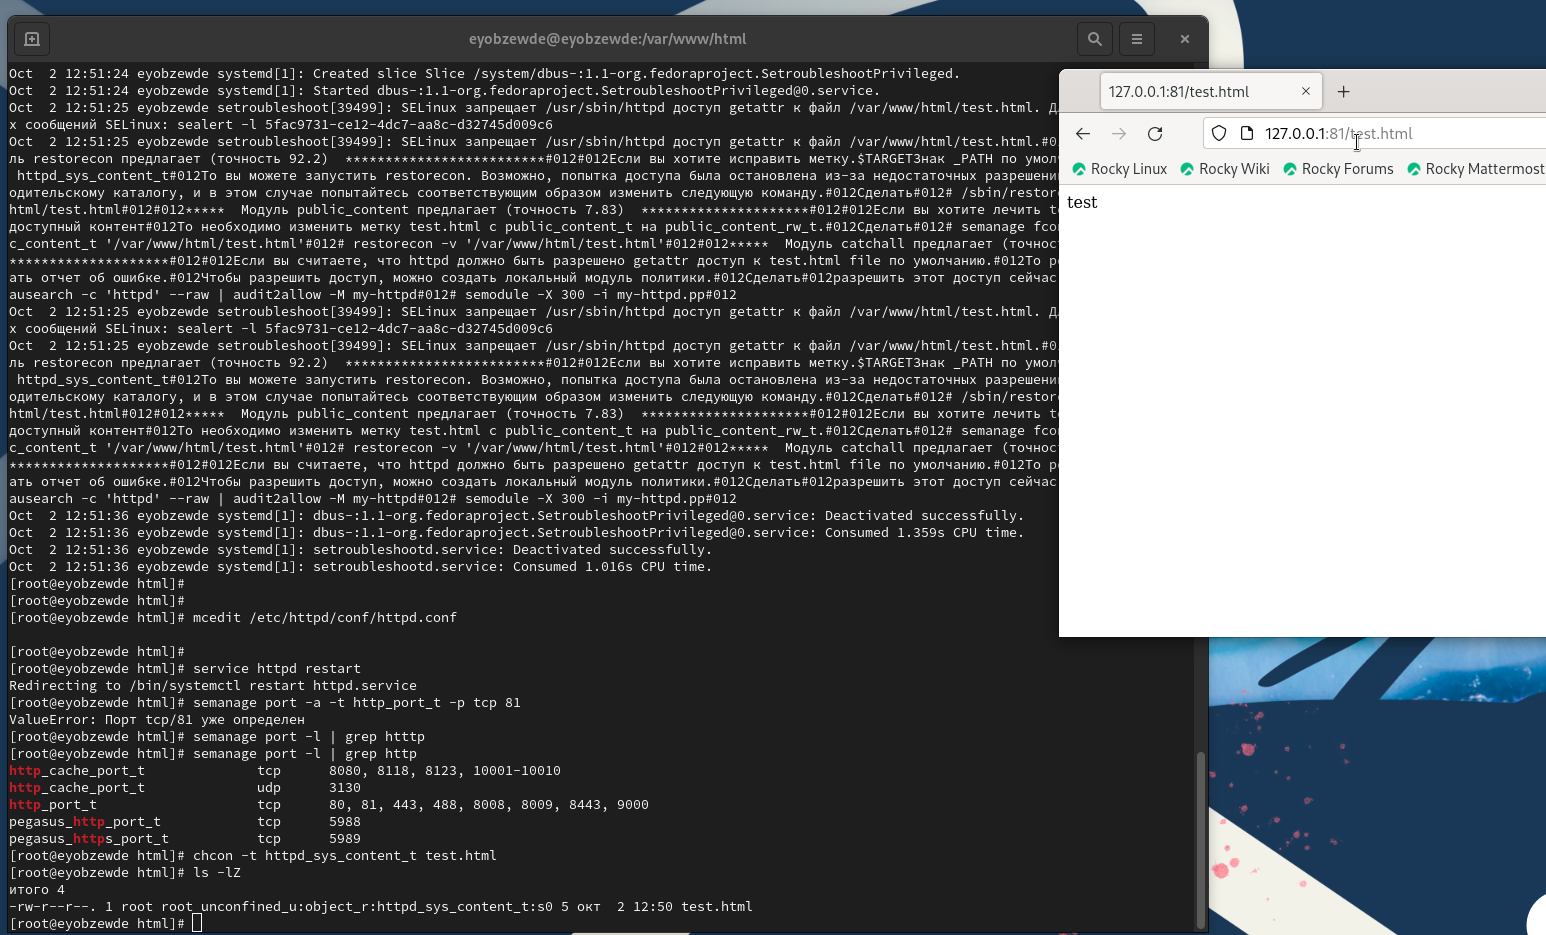 eyobzewde@eyobzewde:/var/www/html
Oct  2 12:51:24 eyobzewde systemd[1]: Created slice Slice /system/dbus-:1.1-org.fedoraproject.SetroubleshootPrivileged.
Oct  2 12:51:24 eyobzewde systemd[1]: Started dbus-:1.1-org.fedoraproject.SetroubleshootPrivileged@0.service.
Oct  2 12:51:25 eyobzewde setroubleshoot[39499]: SELinux запрещает /usr/sbin/httpd доступ getattr к файл /var/www/html/test.html.
х сообщений SELinux: sealert -l 5fac9731-ce12-4dc7-aa8c-d32745d009c6
Oct  2 12:51:25 eyobzewde setroubleshoot[39499]: SELinux запрещает /usr/sbin/httpd доступ getattr к файл /var/www/html/test.html.#0
ль restorecon предлагает (точность 92.2)  *************************#012#012Если вы хотите исправить метку.$TARGETЗнак _PATH по умол
 httpd_sys_content_t#012То вы можете запустить restorecon. Возможно, попытка доступа была остановлена из-за недостаточных разрешени
одительскому каталогу, и в этом случае попытайтесь соответствующим образом изменить следующую команду.#012Сделать#012# /sbin/restor
html/test.html#012#012*****  Модуль public_content предлагает (точность 7.83)  *********************#012#012Если вы хотите лечить t
доступный контент#012То необходимо изменить метку test.html с public_content_t на public_content_rw_t.#012Сделать#012# semanage fco
c_content_t '/var/www/html/test.html'#012# restorecon -v '/var/www/html/test.html'#012#012*****  Модуль catchall предлагает (точнос
********************#012#012Если вы считаете, что httpd должно быть разрешено getattr доступ к test.html file по умолчанию.#012То р
ать отчет об ошибке.#012Чтобы разрешить доступ, можно создать локальный модуль политики.#012Сделать#012разрешить этот доступ сейчас
ausearch -c 'httpd' --raw | audit2allow -M my-httpd#012# semodule -X 300 -i my-httpd.pp#012
Oct  2 12:51:25 eyobzewde setroubleshoot[39499]: SELinux запрещает /usr/sbin/httpd доступ getattr к файл /var/www/html/test.html.
х сообщений SELinux: sealert -l 5fac9731-ce12-4dc7-aa8c-d32745d009c6
Oct  2 12:51:25 eyobzewde setroubleshoot[39499]: SELinux запрещает /usr/sbin/httpd доступ getattr к файл /var/www/html/test.html.#0
ль restorecon предлагает (точность 92.2)  *************************#012#012Если вы хотите исправить метку.$TARGETЗнак _PATH по умол
 httpd_sys_content_t#012То вы можете запустить restorecon. Возможно, попытка доступа была остановлена из-за недостаточных разрешени
одительскому каталогу, и в этом случае попытайтесь соответствующим образом изменить следующую команду.#012Сделать#012# /sbin/restor
html/test.html#012#012*****  Модуль public_content предлагает (точность 7.83)  *********************#012#012Если вы хотите лечить t
доступный контент#012То необходимо изменить метку test.html с public_content_t на public_content_rw_t.#012Сделать#012# semanage fco
c_content_t '/var/www/html/test.html'#012# restorecon -v '/var/www/html/test.html'#012#012*****  Модуль catchall предлагает (точнос
********************#012#012Если вы считаете, что httpd должно быть разрешено getattr доступ к test.html file по умолчанию.#012То р
ать отчет об ошибке.#012Чтобы разрешить доступ, можно создать локальный модуль политики.#012Сделать#012разрешить этот доступ сейчас
ausearch -c 'httpd' --raw | audit2allow -M my-httpd#012# semodule -X 300 -i my-httpd.pp#012
Oct  2 12:51:36 eyobzewde systemd[1]: dbus-:1.1-org.fedoraproject.SetroubleshootPrivileged@0.service: Deactivated successfully.
Oct  2 12:51:36 eyobzewde systemd[1]: dbus-:1.1-org.fedoraproject.SetroubleshootPrivileged@0.service: Consumed 1.359s CPU time.
Oct  2 12:51:36 eyobzewde systemd[1]: setroubleshootd.service: Deactivated successfully.
Oct  2 12:51:36 eyobzewde systemd[1]: setroubleshootd.service: Consumed 1.016s CPU time.
[root@eyobzewde html]#
[root@eyobzewde html]#
[root@eyobzewde html]# mcedit /etc/httpd/conf/httpd.conf
[root@eyobzewde html]#
[root@eyobzewde html]# service httpd restart
Redirecting to /bin/systemctl restart httpd.service
[root@eyobzewde html]# semanage port -a -t http_port_t -p tcp 81
ValueError: Порт tcp/81 уже определен
[root@eyobzewde html]# semanage port -l | grep htttp
[root@eyobzewde html]# semanage port -l | grep http
http_cache_port_t              tcp      8080, 8118, 8123, 10001-10010
http_cache_port_t              udp      3130
http_port_t                    tcp      80, 81, 443, 488, 8008, 8009, 8443, 9000
pegasus_http_port_t            tcp      5988
pegasus_https_port_t           tcp      5989
[root@eyobzewde html]# chcon -t httpd_sys_content_t test.html
[root@eyobzewde html]# ls -lZ
итого 4
-rw-r--r--. 1 root root unconfined_u:object_r:httpd_sys_content_t:s0 5 окт  2 12:50 test.html
[root@eyobzewde html]#
127.0.0.1:81/test.html
127.0.0.1:81/test.html
Rocky Linux Rocky Wiki Rocky Forums Rocky Mattermost
test